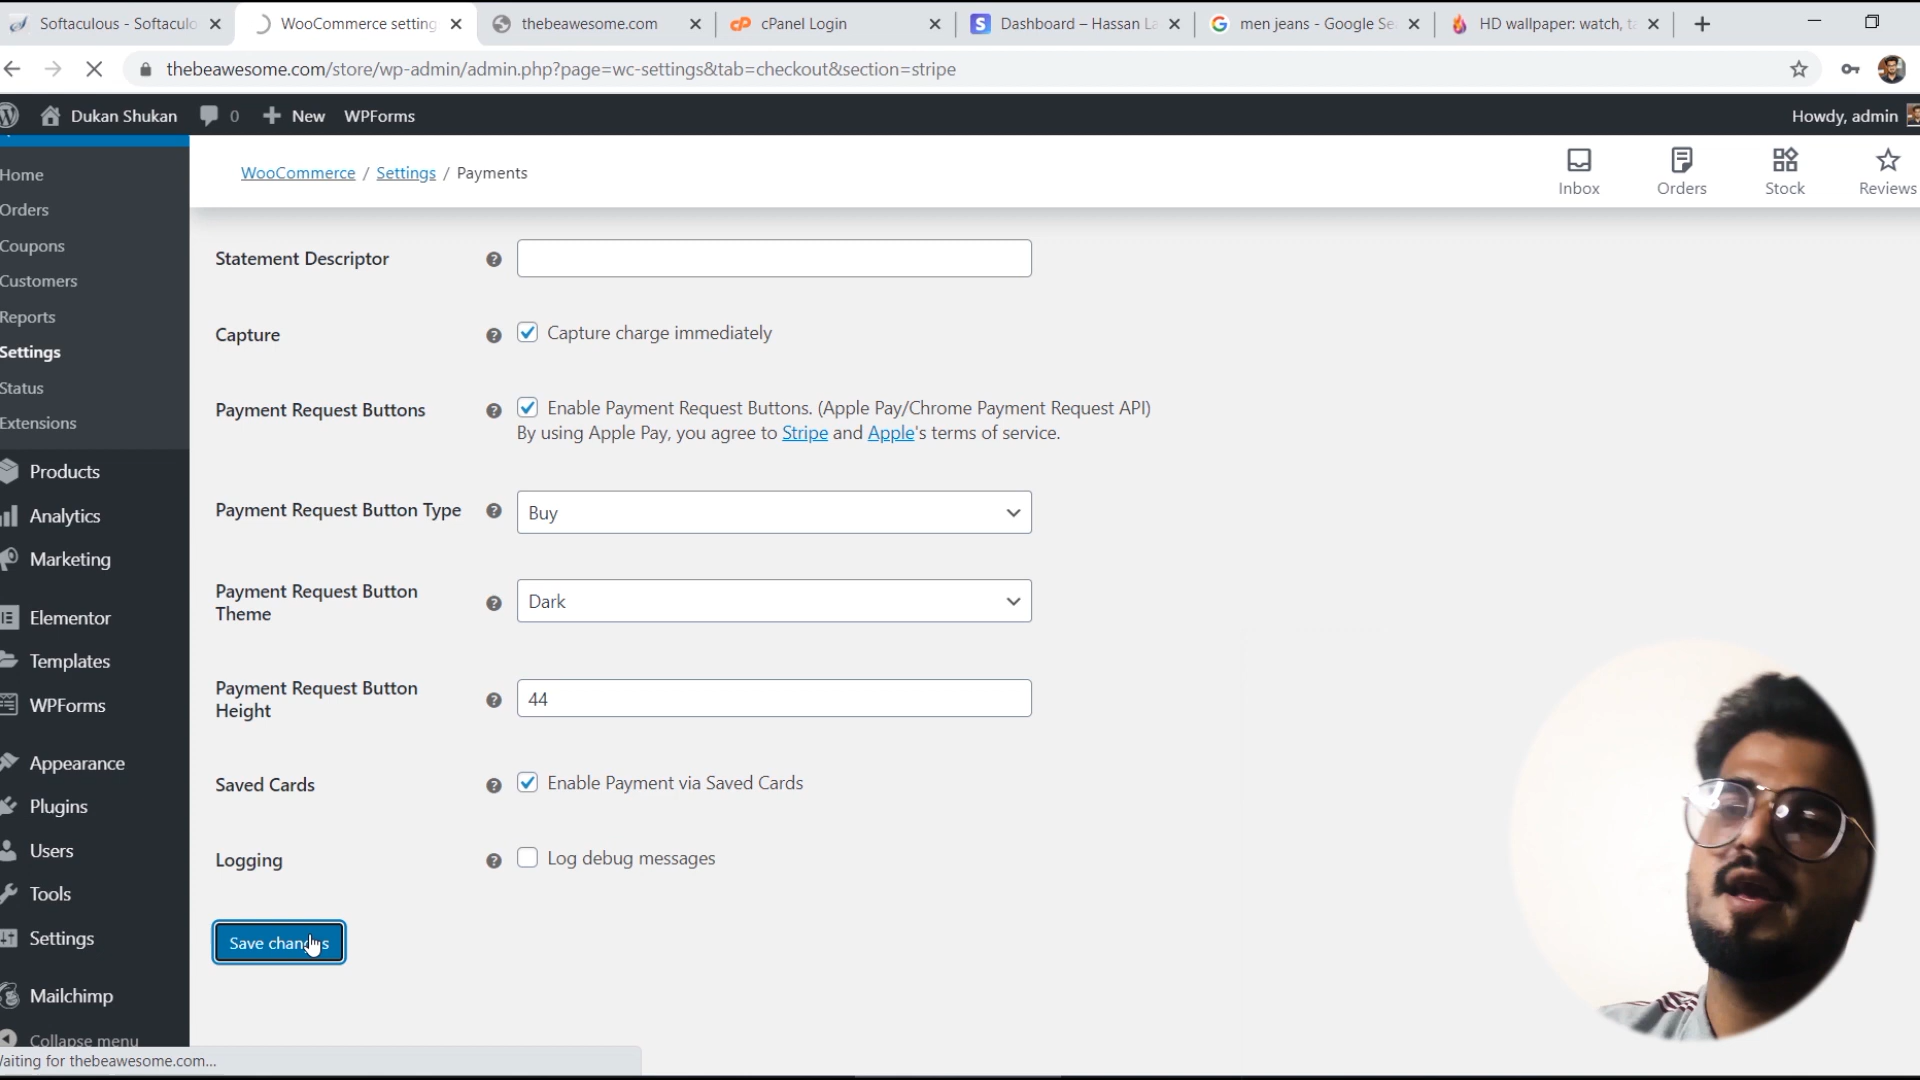 Softaculous - Softaculo
WooCommerce setting
thebeawesome.com
cPanel Login
Dashboard – Hassan La
men jeans - Google Se
HD wallpaper: watch, ta
thebeawesome.com/store/wp-admin/admin.php?page=wc-settings&tab=checkout&section=stripe
Dukan Shukan
0
New
WPForms
Howdy, admin
WooCommerce / Settings / Payments
Inbox
Orders
Stock
Reviews
Home
Orders
Coupons
Customers
Reports
Settings
Status
Extensions
Products
Analytics
Marketing
Elementor
Templates
WPForms
Appearance
Plugins
Users
Tools
Settings
Mailchimp
Collapse menu
Statement Descriptor
Capture
Capture charge immediately
Payment Request Buttons
Enable Payment Request Buttons. (Apple Pay/Chrome Payment Request API)
By using Apple Pay, you agree to Stripe and Apple's terms of service.
Payment Request Button Type
Buy
Payment Request Button
Theme
Dark
Payment Request Button
Height
44
Saved Cards
Enable Payment via Saved Cards
Logging
Log debug messages
Save changes
aiting for thebeawesome.com...